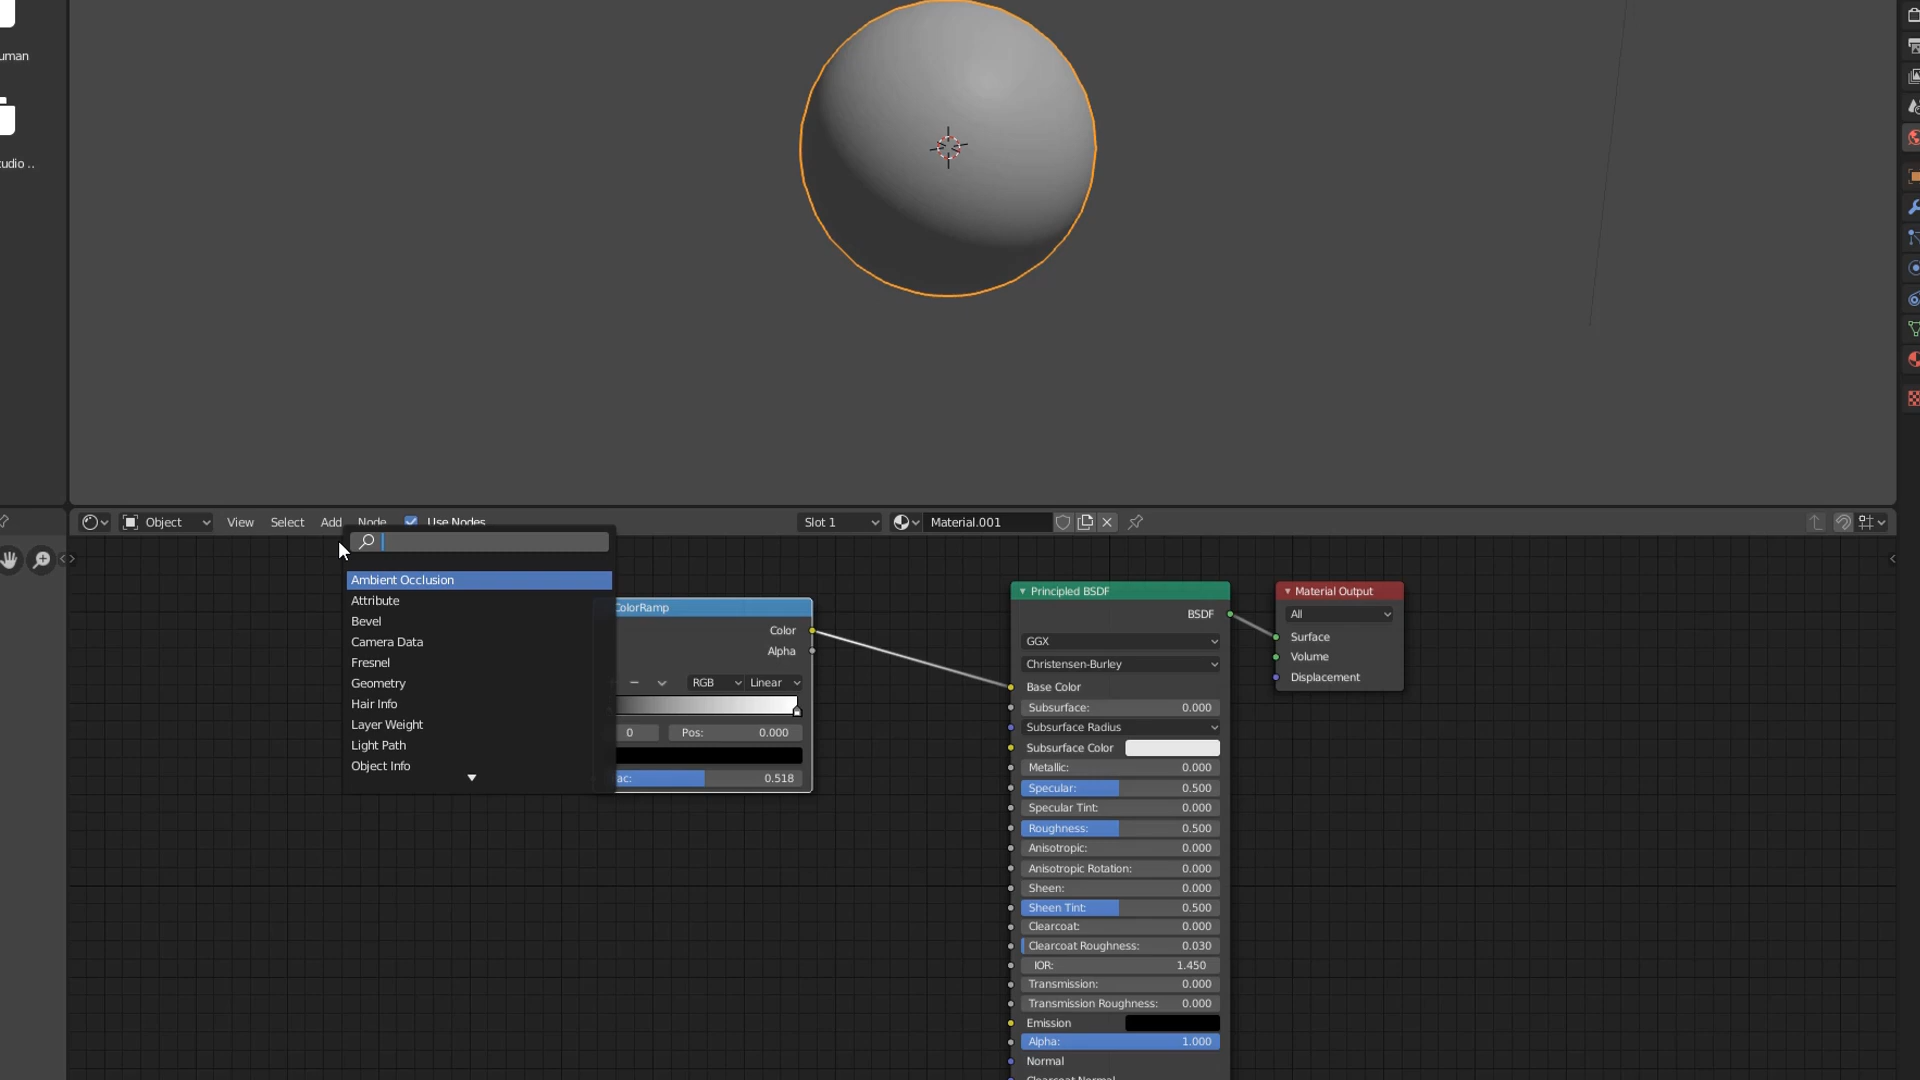 uman
tudio ..
Object
View
Select
Add
Node
Use Nodes
Slot 1
Material.001
Ambient Occlusion
Attribute
Bevel
Camera Data
Fresnel
Geometry
Hair Info
Layer Weight
Light Path
Object Info
ColorRamp
Color
Alpha
RGB
Linear
0
Pos: 0.000
ac: 0.518
Principled BSDF
BSDF
GGX
Christensen-Burley
Base Color
Subsurface: 0.000
Subsurface Radius
Subsurface Color
Metallic: 0.000
Specular: 0.500
Specular Tint: 0.000
Roughness: 0.500
Anisotropic: 0.000
Anisotropic Rotation: 0.000
Sheen: 0.000
Sheen Tint: 0.500
Clearcoat: 0.000
Clearcoat Roughness: 0.030
IOR: 1.450
Transmission: 0.000
Transmission Roughness: 0.000
Emission
Alpha: 1.000
Normal
Clearcoat Normal
Material Output
All
Surface
Volume
Displacement